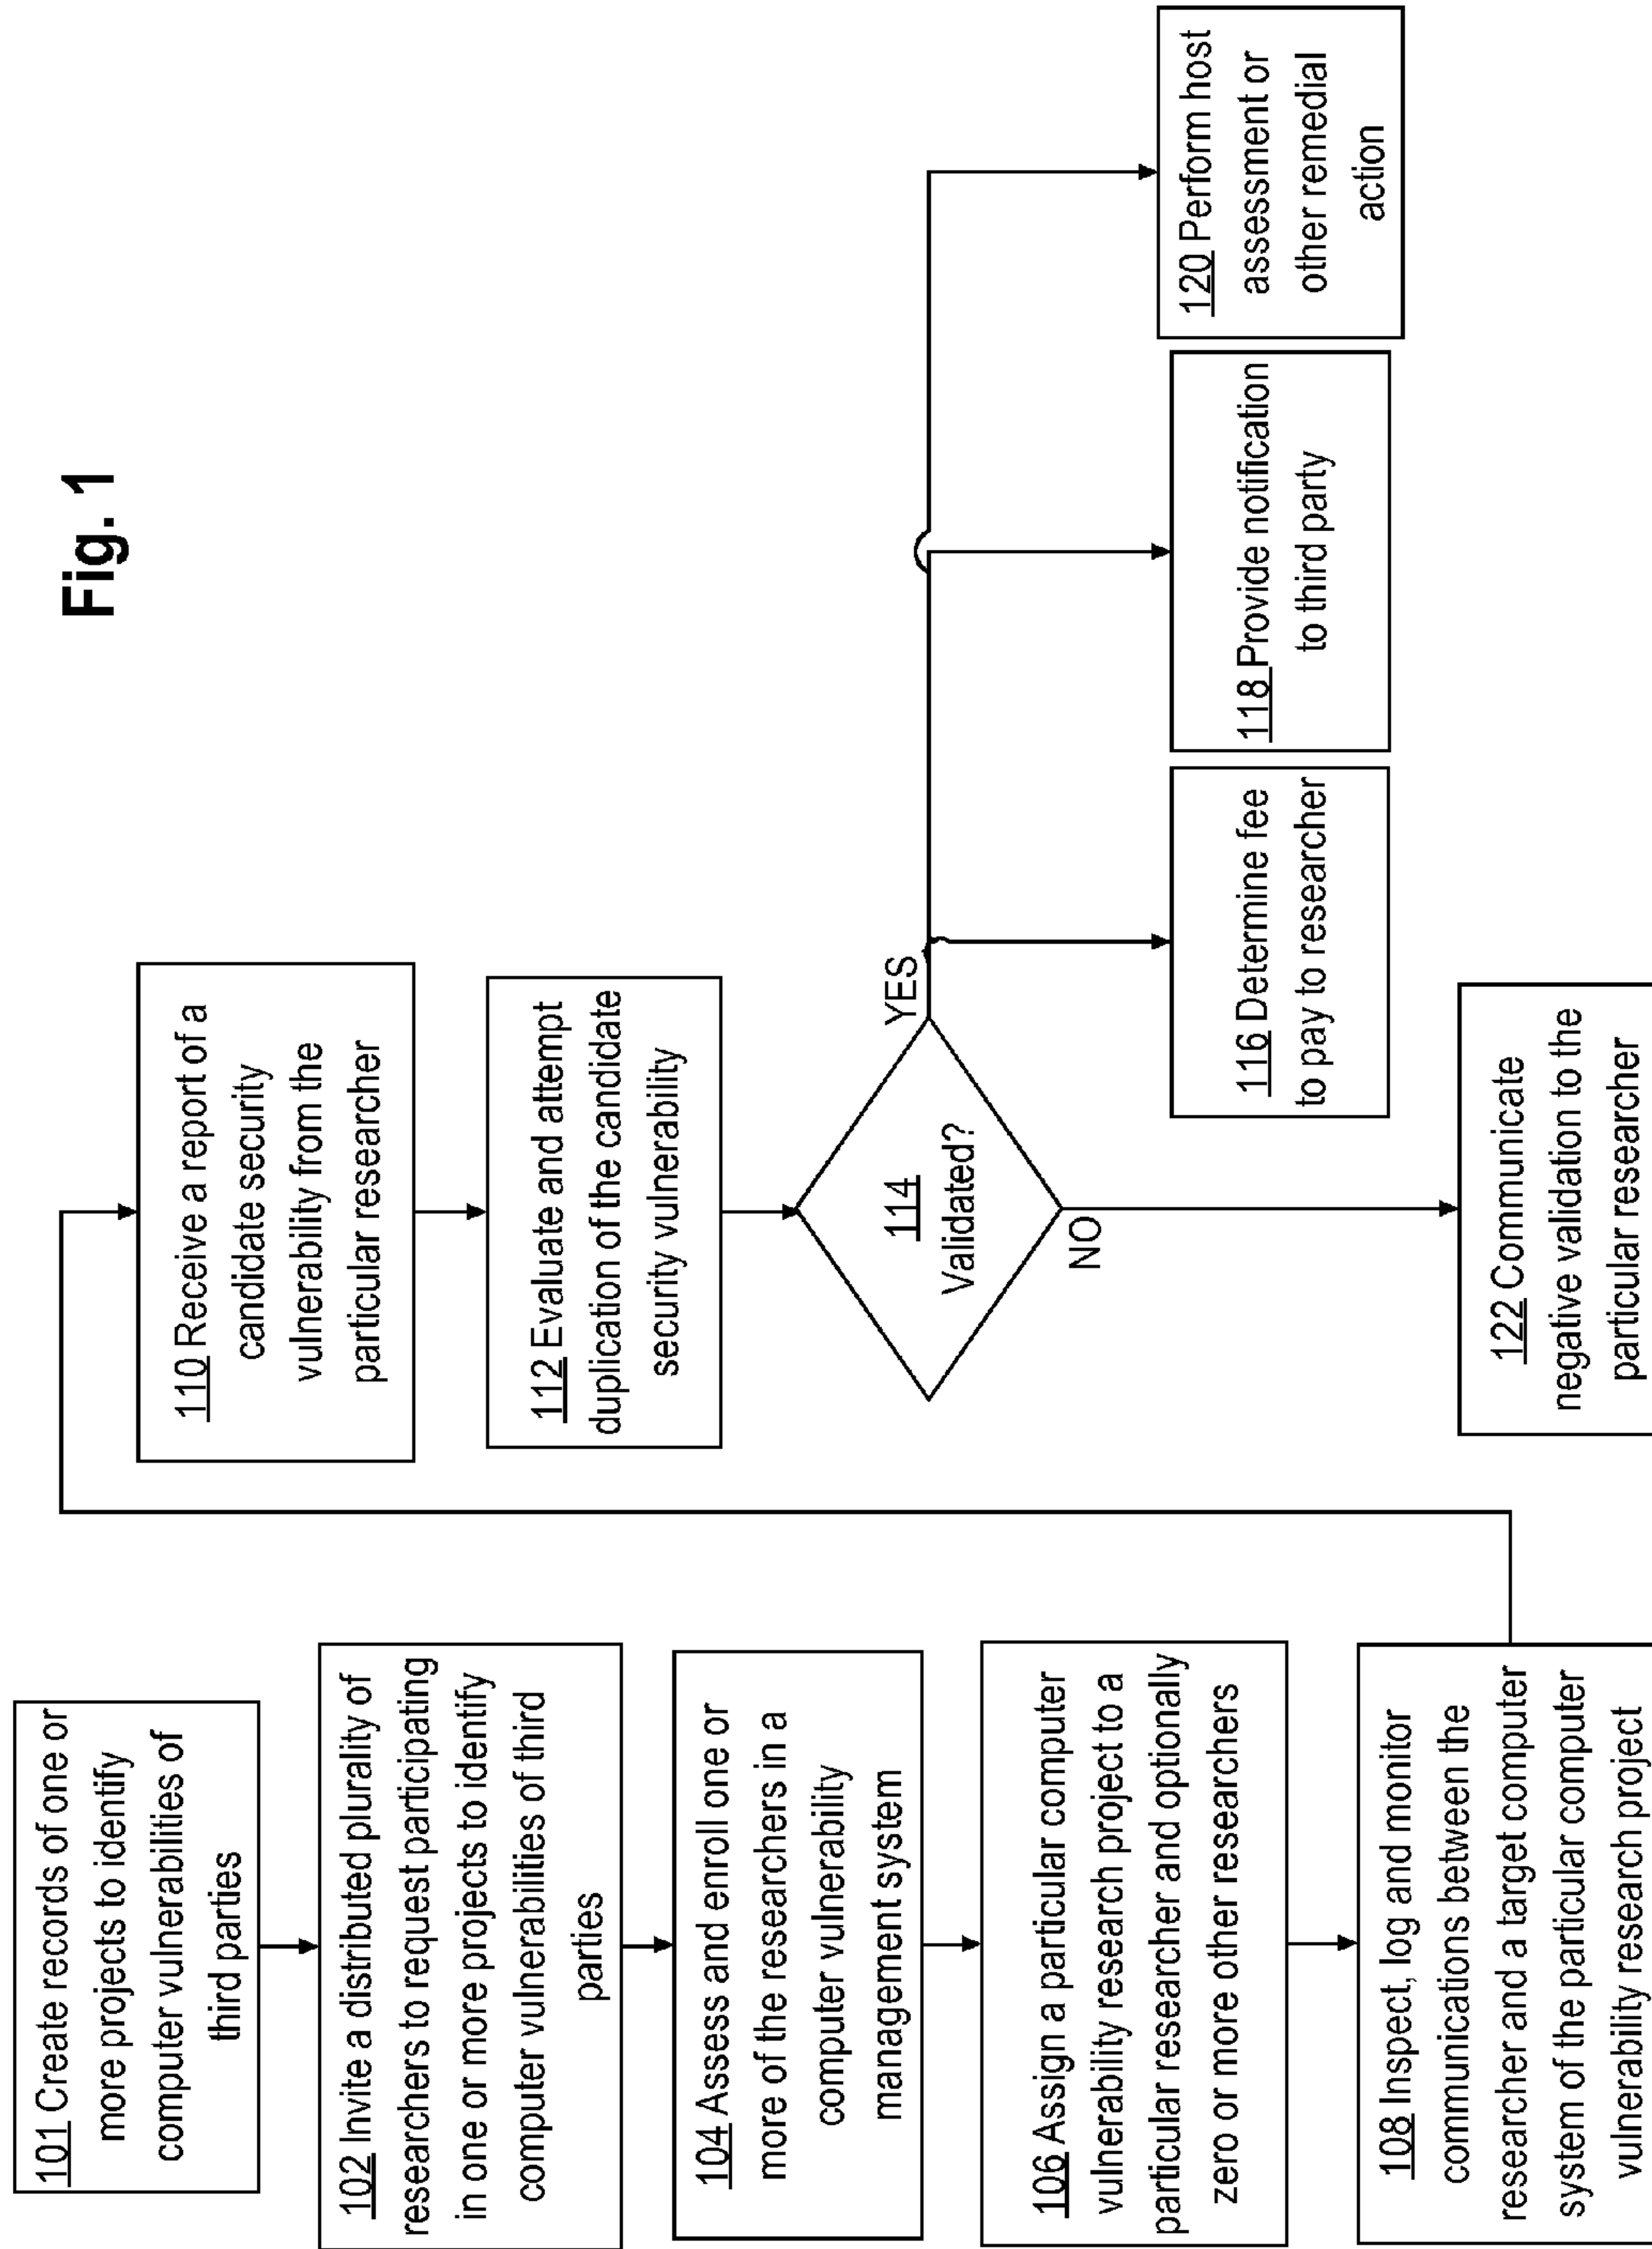 Fig. 1
101 Create records of one or
more projects to identify
computer vulnerabilities of
third parties
102 Invite a distributed plurality of
researchers to request participating
in one or more projects to identify
computer vulnerabilities of third
parties
104 Assess and enroll one or
more of the researchers in a
computer vulnerability
management system
106 Assign a particular computer
vulnerability research project to a
particular researcher and optionally
zero or more other researchers
108 Inspect, log and monitor
communications between the
researcher and a target computer
system of the particular computer
vulnerability research project
110 Receive a report of a
candidate security
vulnerability from the
particular researcher
112 Evaluate and attempt
duplication of the candidate
security vulnerability
114
Validated?
YES
NO
116 Determine fee
to pay to researcher
118 Provide notification
to third party
120 Perform host
assessment or
other remedial
action
122 Communicate
negative validation to the
particular researcher